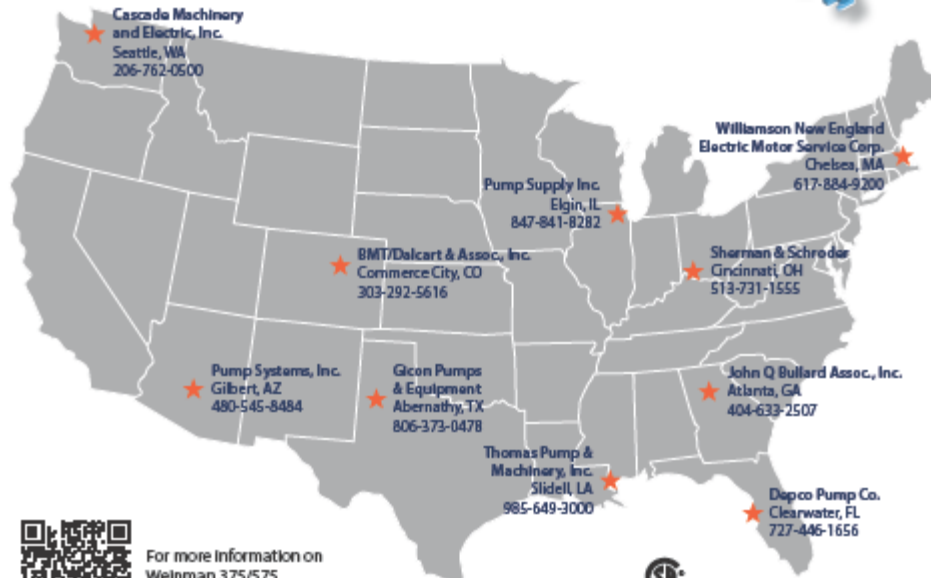 Cascade Machinery
and Electric, Inc.
Seattle, WA
206-762-0500
Williamson New England
Electric Motor Service Corp.
Chelsea, MA
617-884-9200
Pump Supply Inc.
Elgin, IL
847-841-8282
BMT/Dalcart & Assoc., Inc.
Commerce City, CO
303-292-5616
Sherman & Schroder
Cincinnati, OH
513-731-1555
Pump Systems, Inc.
Gilbert, AZ
480-545-8484
Gicon Pumps
& Equipment
Abernathy, TX
806-373-0478
John Q Bullard Assoc., Inc.
Atlanta, GA
404-633-2507
Thomas Pump &
Machinery, Inc.
Slidell, LA
985-649-3000
Depco Pump Co.
Clearwater, FL
727-446-1656
For more information on
Weinman 375/575